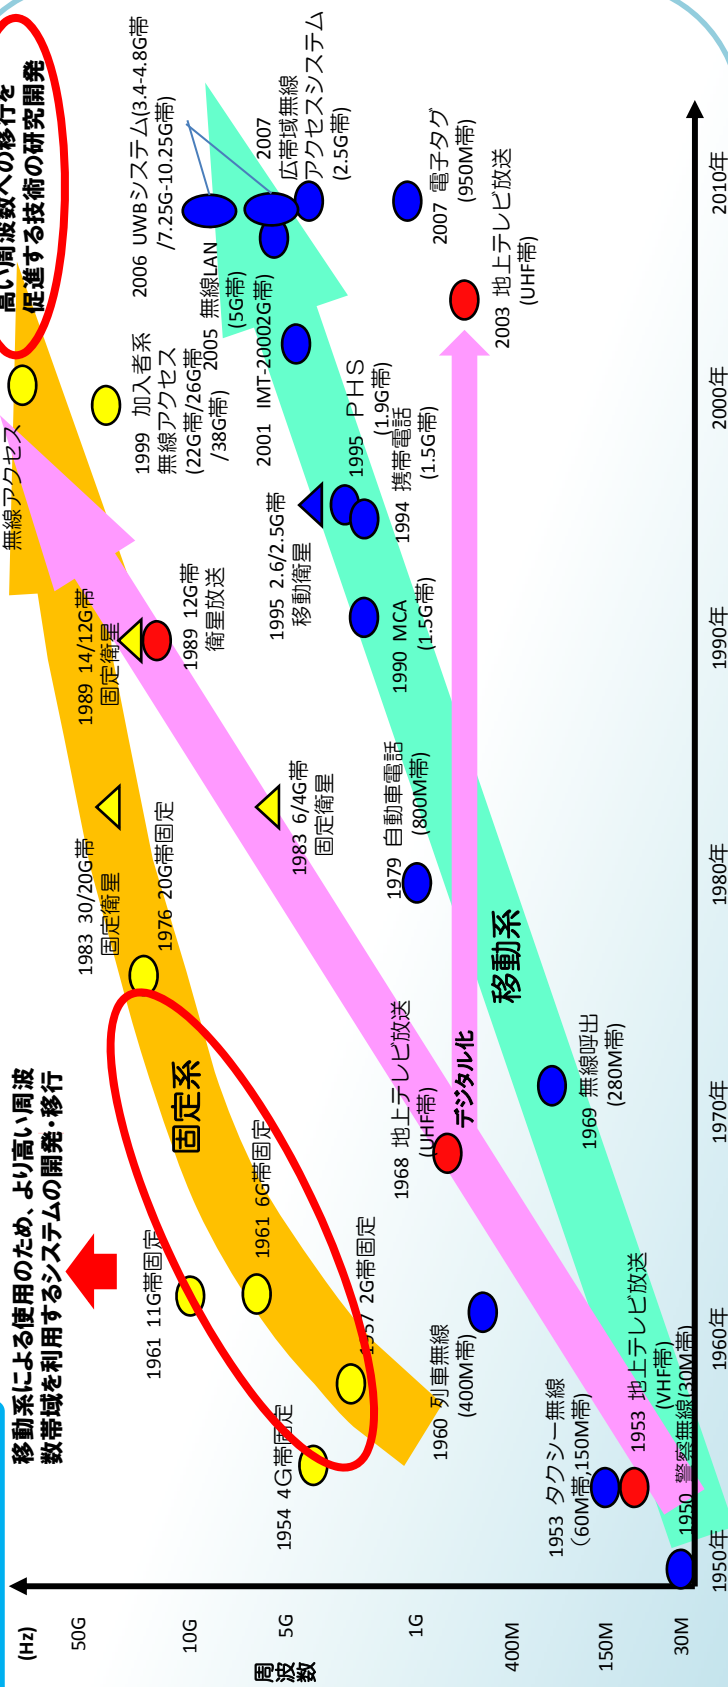 高い周波数への移行を
促進する技術の研究開発
移動系による使用のため、より高い周波
数帯域を利用するシステムの開発・移行
(Hz)
50G
10G
5G
1G
400M
150M
30M
周波数
1950年
1960年
1970年
1980年
1990年
2000年
2010年
固定系
移動系
デジタル化
無線アクセス
1954 4G帯固定
1957 2G帯固定
1961 11G帯固定
1961 6G帯固定
1976 20G帯固定
1983 30/20G帯
固定衛星
1983 6/4G帯
固定衛星
1989 14/12G帯
固定衛星
1989 12G帯
衛星放送
1999 加入者系
無線アクセス
(22G帯/26G帯
/38G帯)
1950 警察無線(30M帯)
1953 地上テレビ放送
(VHF帯)
1953 タクシー無線
(60M帯,150M帯)
1960 列車無線
(400M帯)
1968 地上テレビ放送
(UHF帯)
1969 無線呼出
(280M帯)
1979 自動車電話
(800M帯)
1990 MCA
(1.5G帯)
1994 携帯電話
(1.5G帯)
1995 PHS
(1.9G帯)
1995 2.6/2.5G帯
移動衛星
2001 IMT-20002G帯)
2003 地上テレビ放送
(UHF帯)
2005 無線LAN
(5G帯)
2006 UWBシステム(3.4-4.8G帯
/7.25G-10.25G帯)
2007
広帯域無線
アクセスシステム
(2.5G帯)
2007 電子タグ
(950M帯)